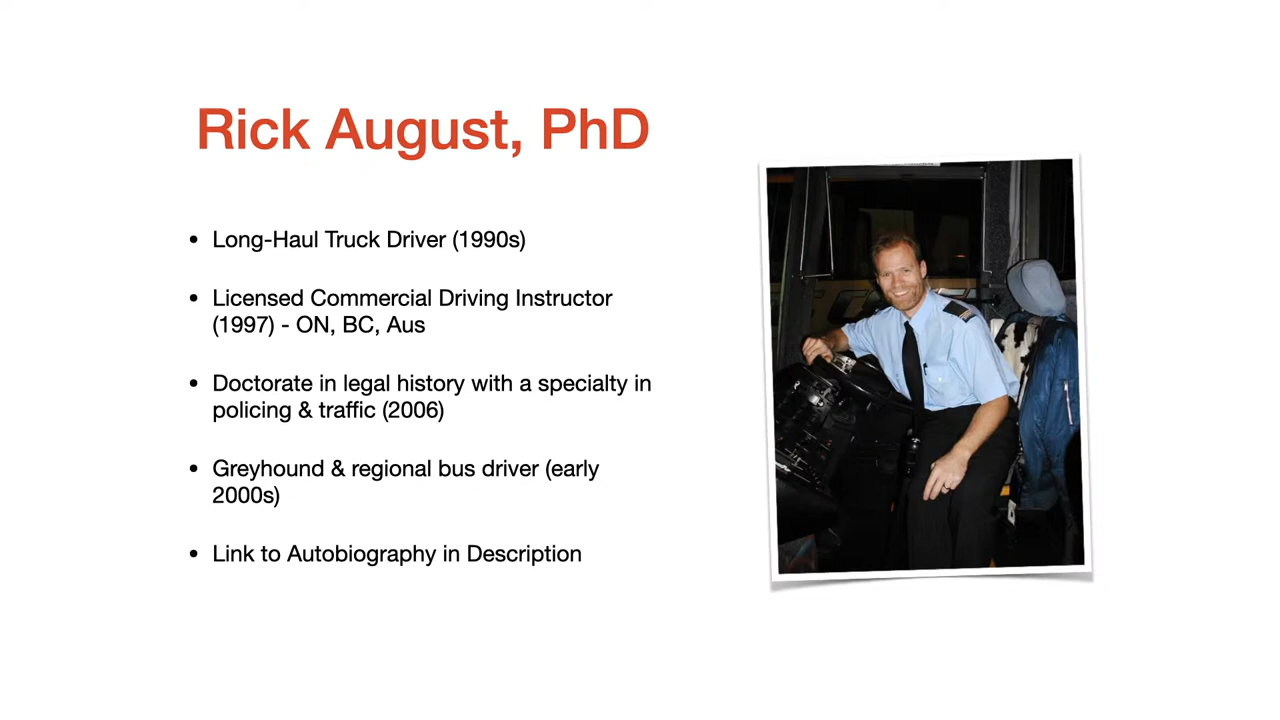 Rick August, PhD
• Long-Haul Truck Driver (1990s)
• Licensed Commercial Driving Instructor
(1997) - ON, BC, Aus
• Doctorate in legal history with a specialty in
policing & traffic (2006)
• Greyhound & regional bus driver (early
2000s)
• Link to Autobiography in Description